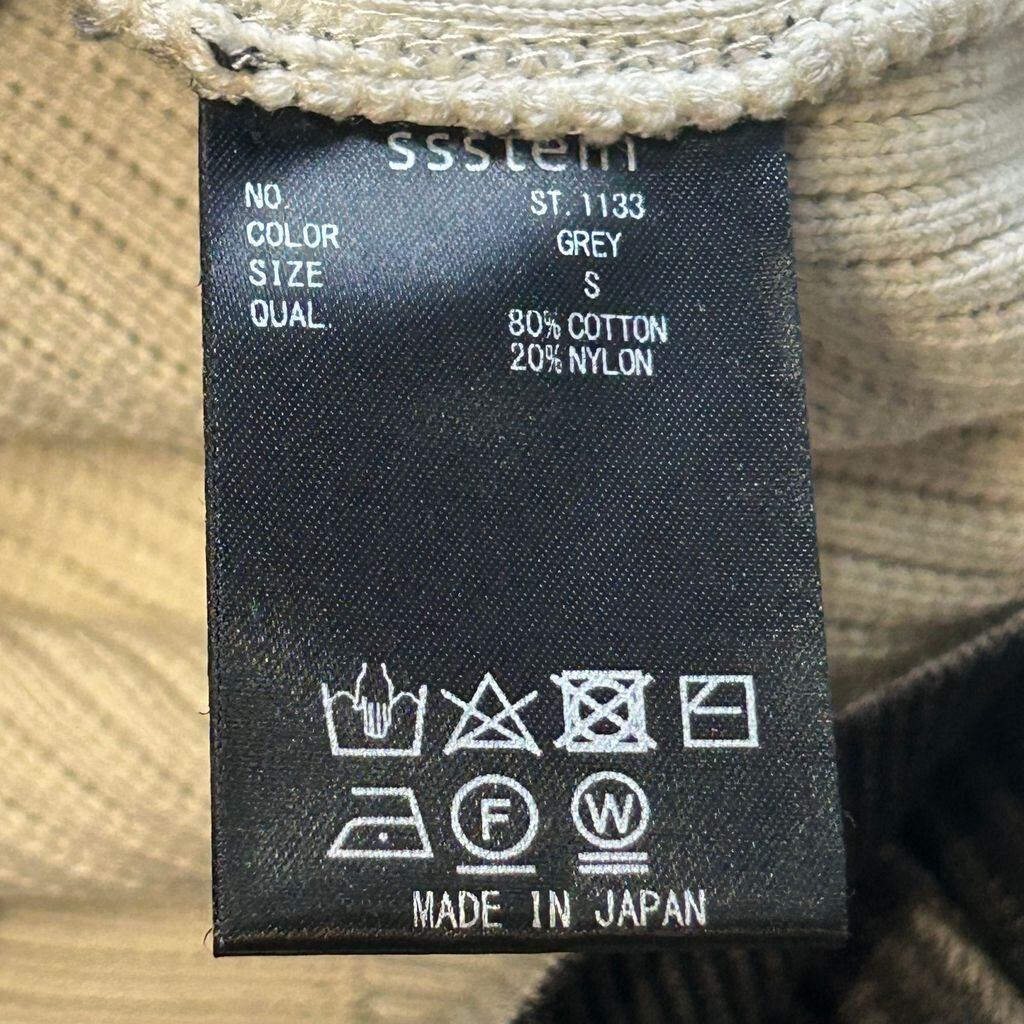 ssstein
NO. ST. 1133
COLOR GREY
SIZE S
QUAL. 80% COTTON
20% NYLON
F W
MADE IN JAPAN